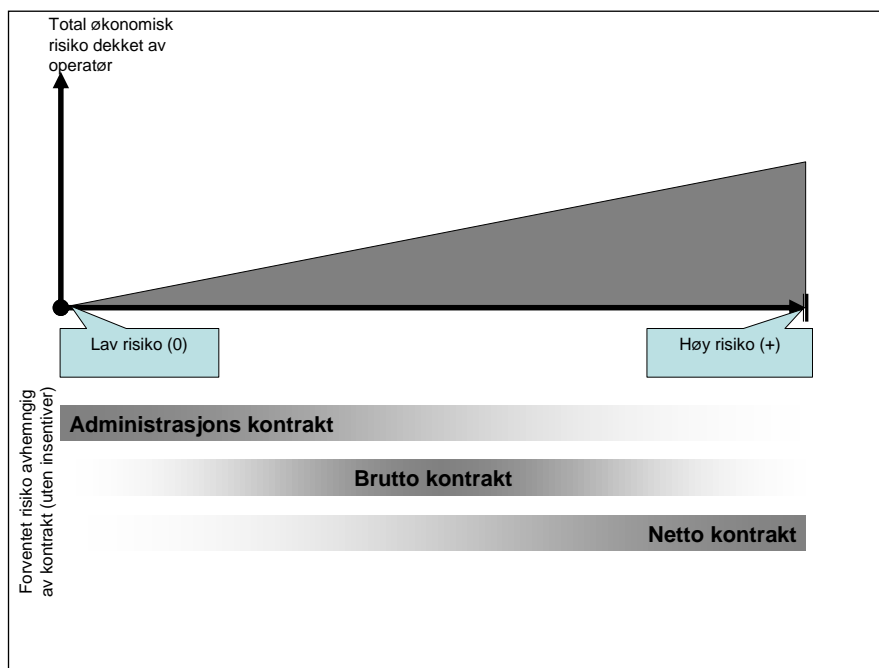 Total økonomisk
risiko dekket av
operatør
Lav risiko (0)
Høy risiko (+)
Forventet risiko avhemngig
av kontrakt (uten insentiver)
Administrasjons kontrakt
Brutto kontrakt
Netto kontrakt